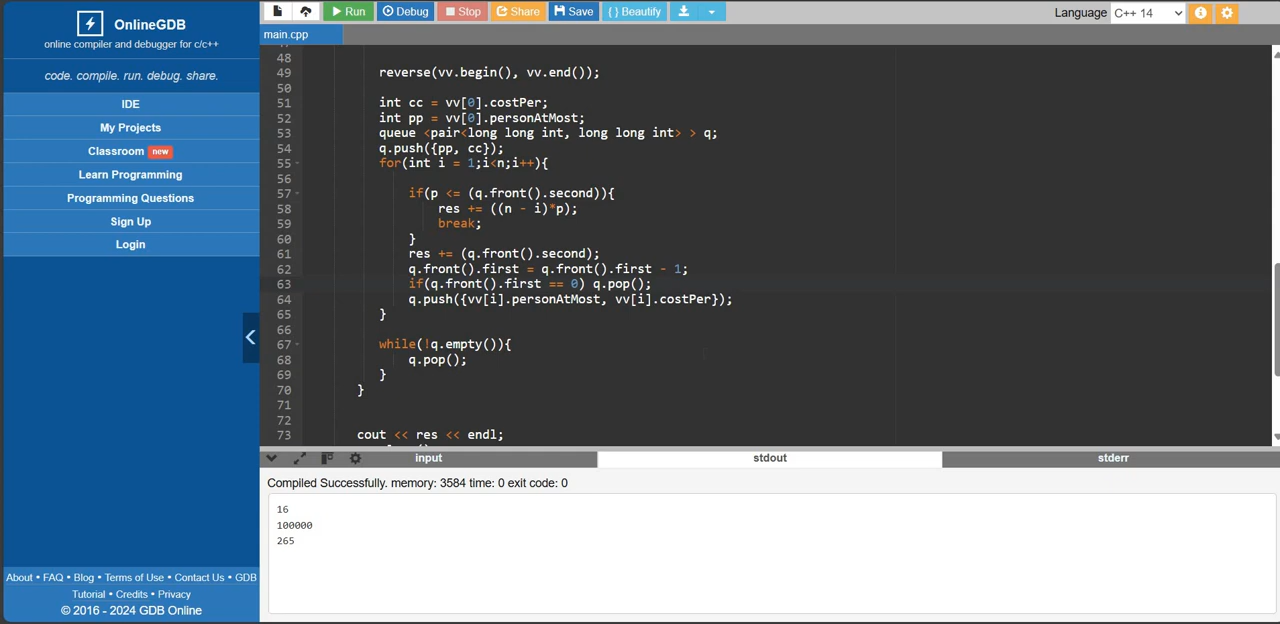 OnlineGDB
online compiler and debugger for c/c++
code. compile. run. debug. share.
IDE
My Projects
Classroom new
Learn Programming
Programming Questions
Sign Up
Login
About • FAQ • Blog • Terms of Use • Contact Us • GDB
Tutorial • Credits • Privacy
© 2016 - 2024 GDB Online
Run Debug Stop Share Save { } Beautify Language C++ 14
main.cpp
48
49 reverse(vv.begin(), vv.end());
50
51 int cc = vv[0].costPer;
52 int pp = vv[0].personAtMost;
53 queue <pair<long long int, long long int> > q;
54 q.push({pp, cc});
55 for(int i = 1;i<n;i++){
56
57 if(p <= (q.front().second)){
58 res += ((n - i)*p);
59 break;
60 }
61 res += (q.front().second);
62 q.front().first = q.front().first - 1;
63 if(q.front().first == 0) q.pop();
64 q.push({vv[i].personAtMost, vv[i].costPer});
65 }
66
67 while(!q.empty()){
68 q.pop();
69 }
70 }
71
72
73 cout << res << endl;
input stdout stderr
Compiled Successfully. memory: 3584 time: 0 exit code: 0
16
100000
265